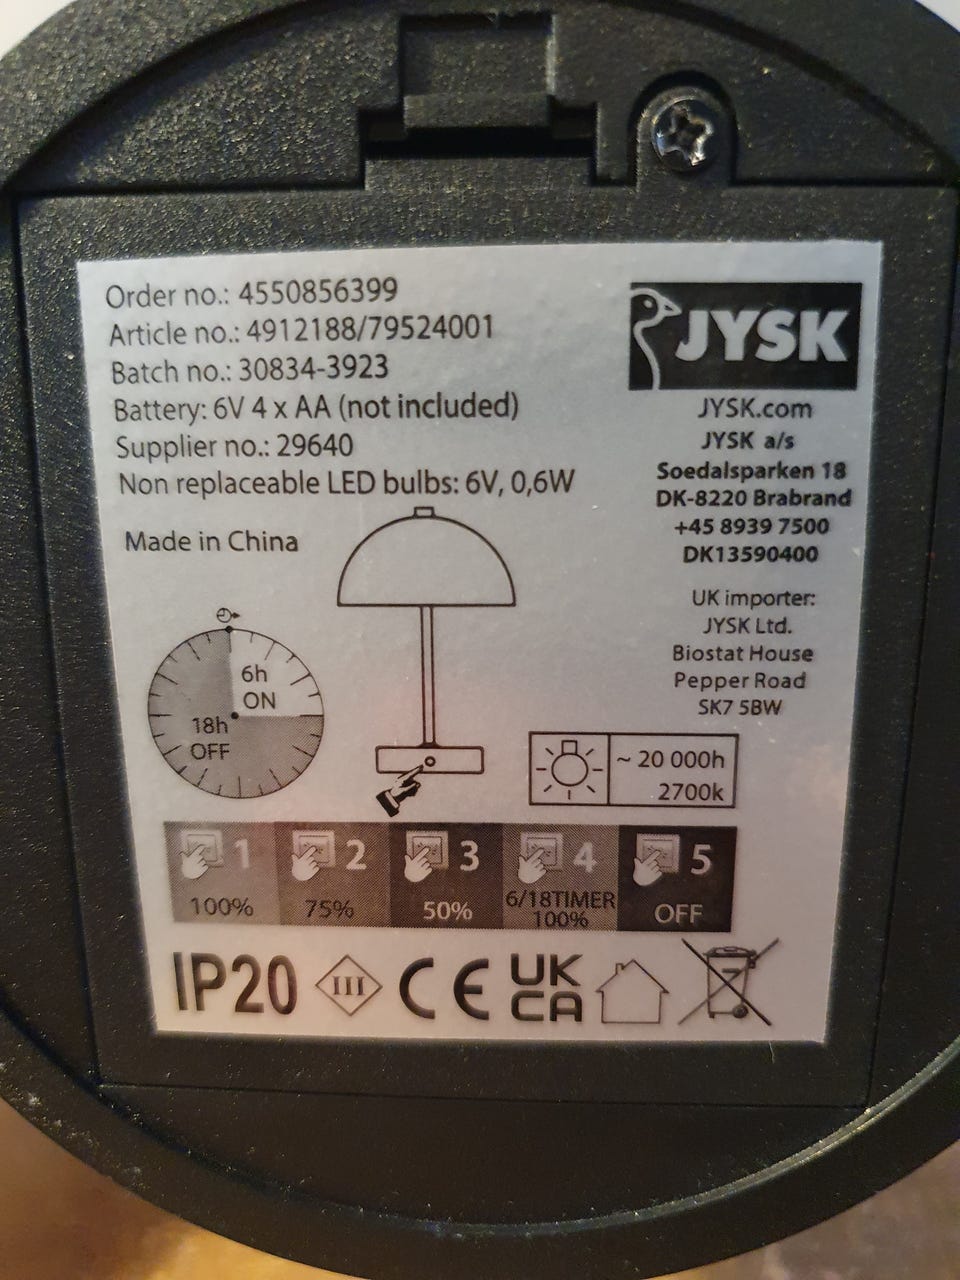 Order no.: 4550856399
Article no.: 4912188/79524001
Batch no.: 30834-3923
Battery: 6V 4 x AA (not included)
Supplier no.: 29640
Non replaceable LED bulbs: 6V, 0,6W
Made in China
JYSK
JYSK.com
JYSK a/s
Soedalsparken 18
DK-8220 Brabrand
+45 8939 7500
DK13590400
UK importer:
JYSK Ltd.
Biostat House
Pepper Road
SK7 5BW
6h
ON
18h
OFF
~ 20 000h
2700k
1 2 3 4 5
100% 75% 50% 6/18TIMER 100% OFF
IP20 III CE UK
CA